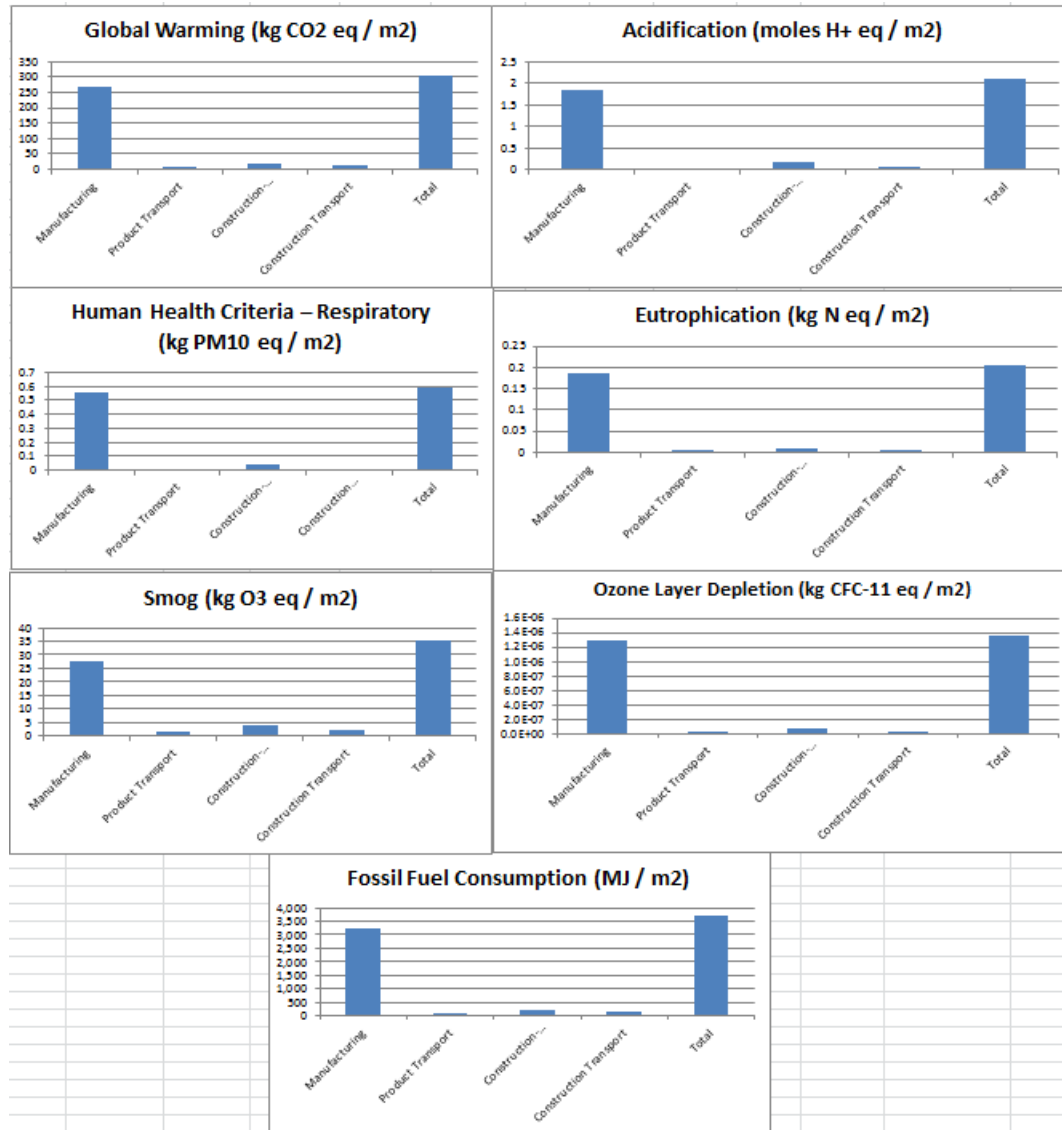 Global Warming (kg CO2 eq / m2)
350
300
250
200
150
100
50
0
Manufacturing
Product Transport
Construction-...
Construction Transport
Total
Acidification (moles H+ eq / m2)
2.5
2
1.5
1
0.5
0
Manufacturing
Product Transport
Construction-...
Construction Transport
Total
Human Health Criteria – Respiratory
(kg PM10 eq / m2)
0.7
0.6
0.5
0.4
0.3
0.2
0.1
0
Manufacturing
Product Transport
Construction-...
Construction...
Total
Eutrophication (kg N eq / m2)
0.25
0.2
0.15
0.1
0.05
0
Manufacturing
Product Transport
Construction-...
Construction Transport
Total
Smog (kg O3 eq / m2)
40
35
30
25
20
15
10
5
0
Manufacturing
Product Transport
Construction-...
Construction Transport
Total
Ozone Layer Depletion (kg CFC-11 eq / m2)
1.6E-06
1.4E-06
1.2E-06
1.0E-06
8.0E-07
6.0E-07
4.0E-07
2.0E-07
0.0E+00
Manufacturing
Product Transport
Construction-...
Construction Transport
Total
Fossil Fuel Consumption (MJ / m2)
4,000
3,500
3,000
2,500
2,000
1,500
1,000
500
0
Manufacturing
Product Transport
Construction-...
Construction Transport
Total